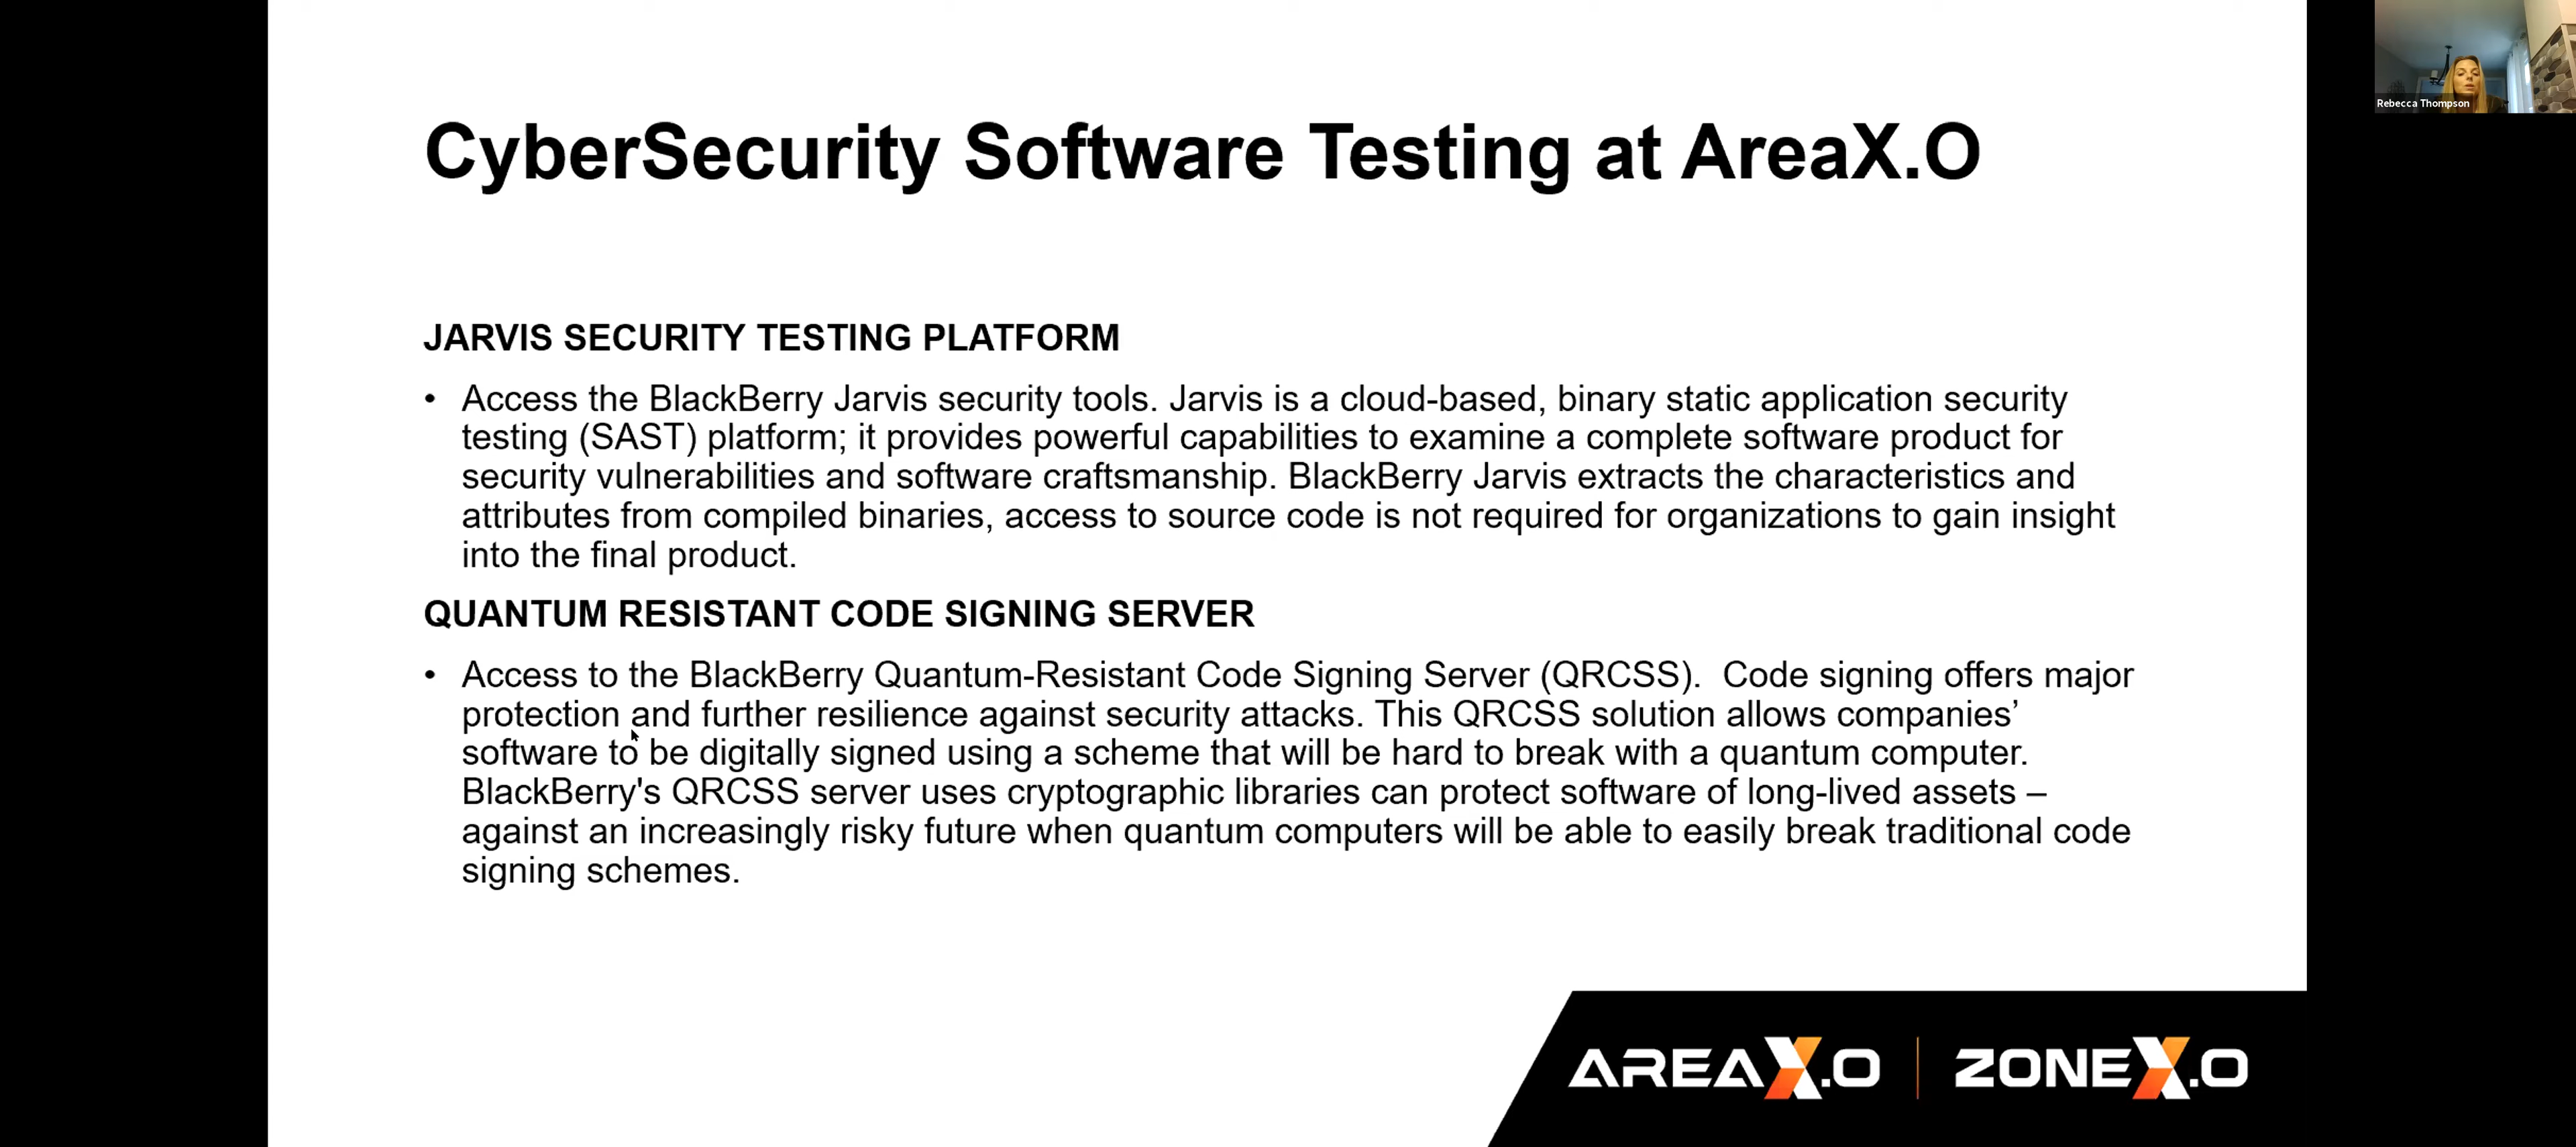 CyberSecurity Software Testing at AreaX.O
Rebecca Thompson
JARVIS SECURITY TESTING PLATFORM
• Access the BlackBerry Jarvis security tools. Jarvis is a cloud-based, binary static application security
testing (SAST) platform; it provides powerful capabilities to examine a complete software product for
security vulnerabilities and software craftsmanship. BlackBerry Jarvis extracts the characteristics and
attributes from compiled binaries, access to source code is not required for organizations to gain insight
into the final product.
QUANTUM RESISTANT CODE SIGNING SERVER
• Access to the BlackBerry Quantum-Resistant Code Signing Server (QRCSS).  Code signing offers major
protection and further resilience against security attacks. This QRCSS solution allows companies’
software to be digitally signed using a scheme that will be hard to break with a quantum computer.
BlackBerry's QRCSS server uses cryptographic libraries can protect software of long-lived assets –
against an increasingly risky future when quantum computers will be able to easily break traditional code
signing schemes.
AREAX.O | ZONEX.O